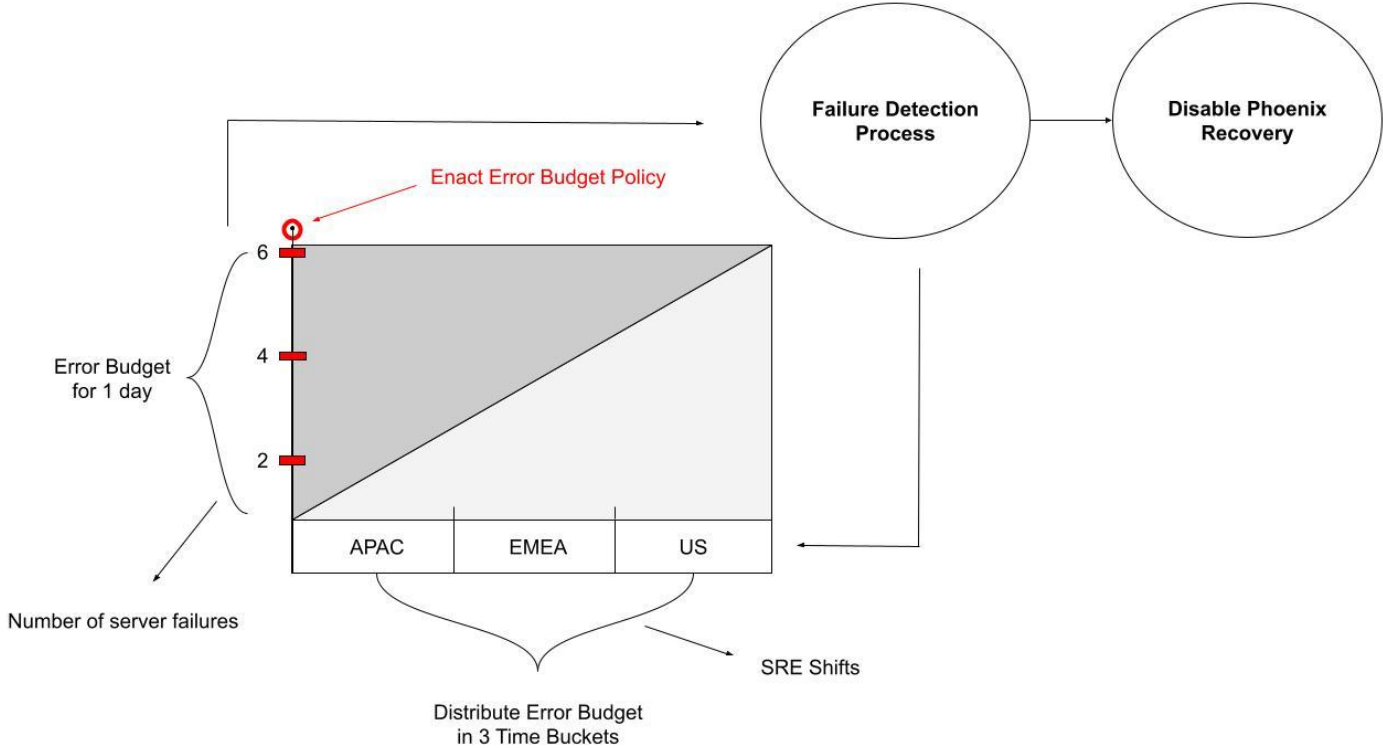 Failure Detection
Process
Disable Phoenix
Recovery
Enact Error Budget Policy
6
4
2
Error Budget
for 1 day
APAC
EMEA
US
Number of server failures
SRE Shifts
Distribute Error Budget
in 3 Time Buckets